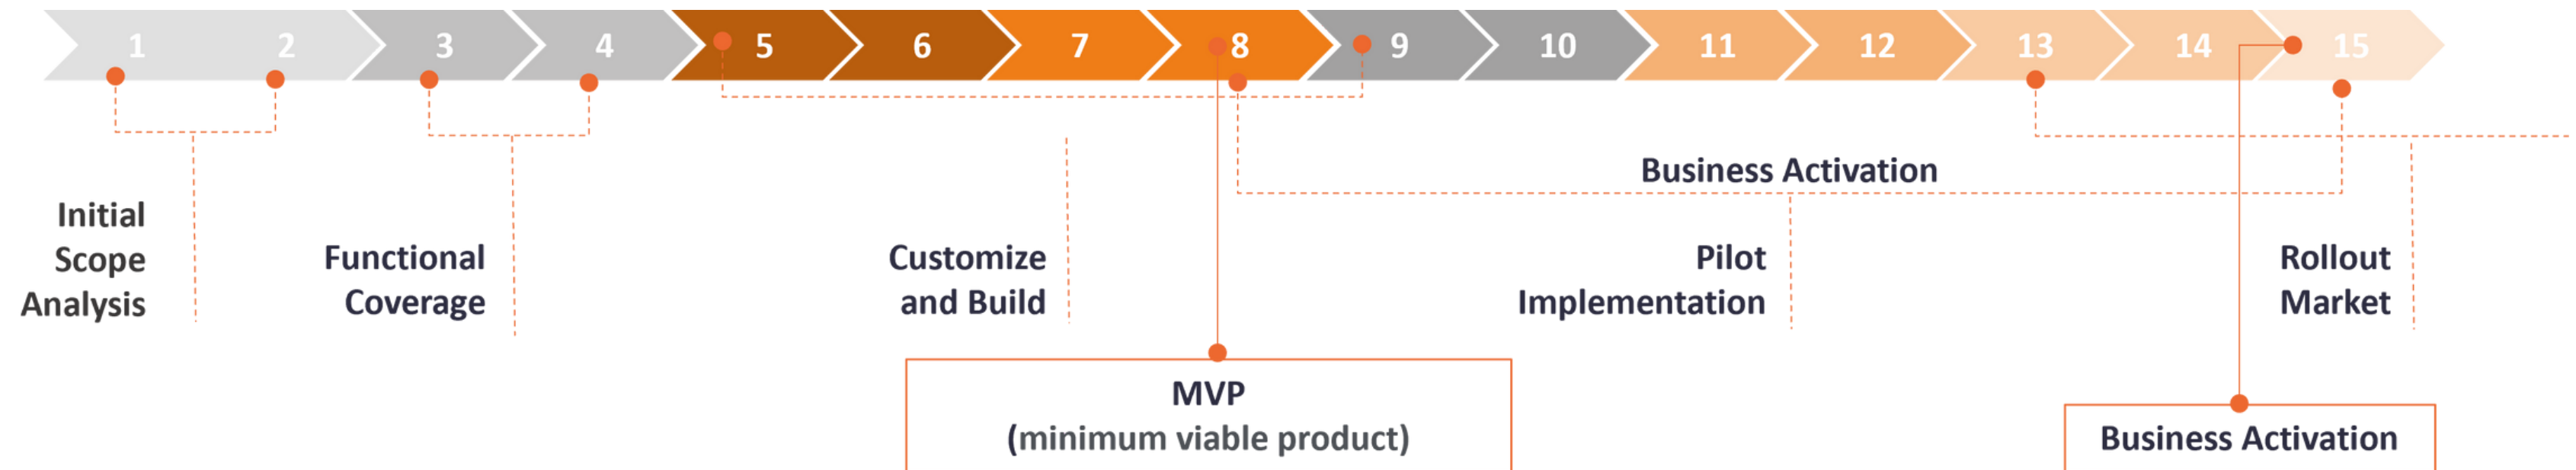 1 2 3 4 5 6 7 8 9 10 11 12 13 14 15
Business Activation
Initial
Scope
Analysis
Functional
Coverage
Customize
and Build
Pilot
Implementation
Rollout
Market
MVP
(minimum viable product)
Business Activation